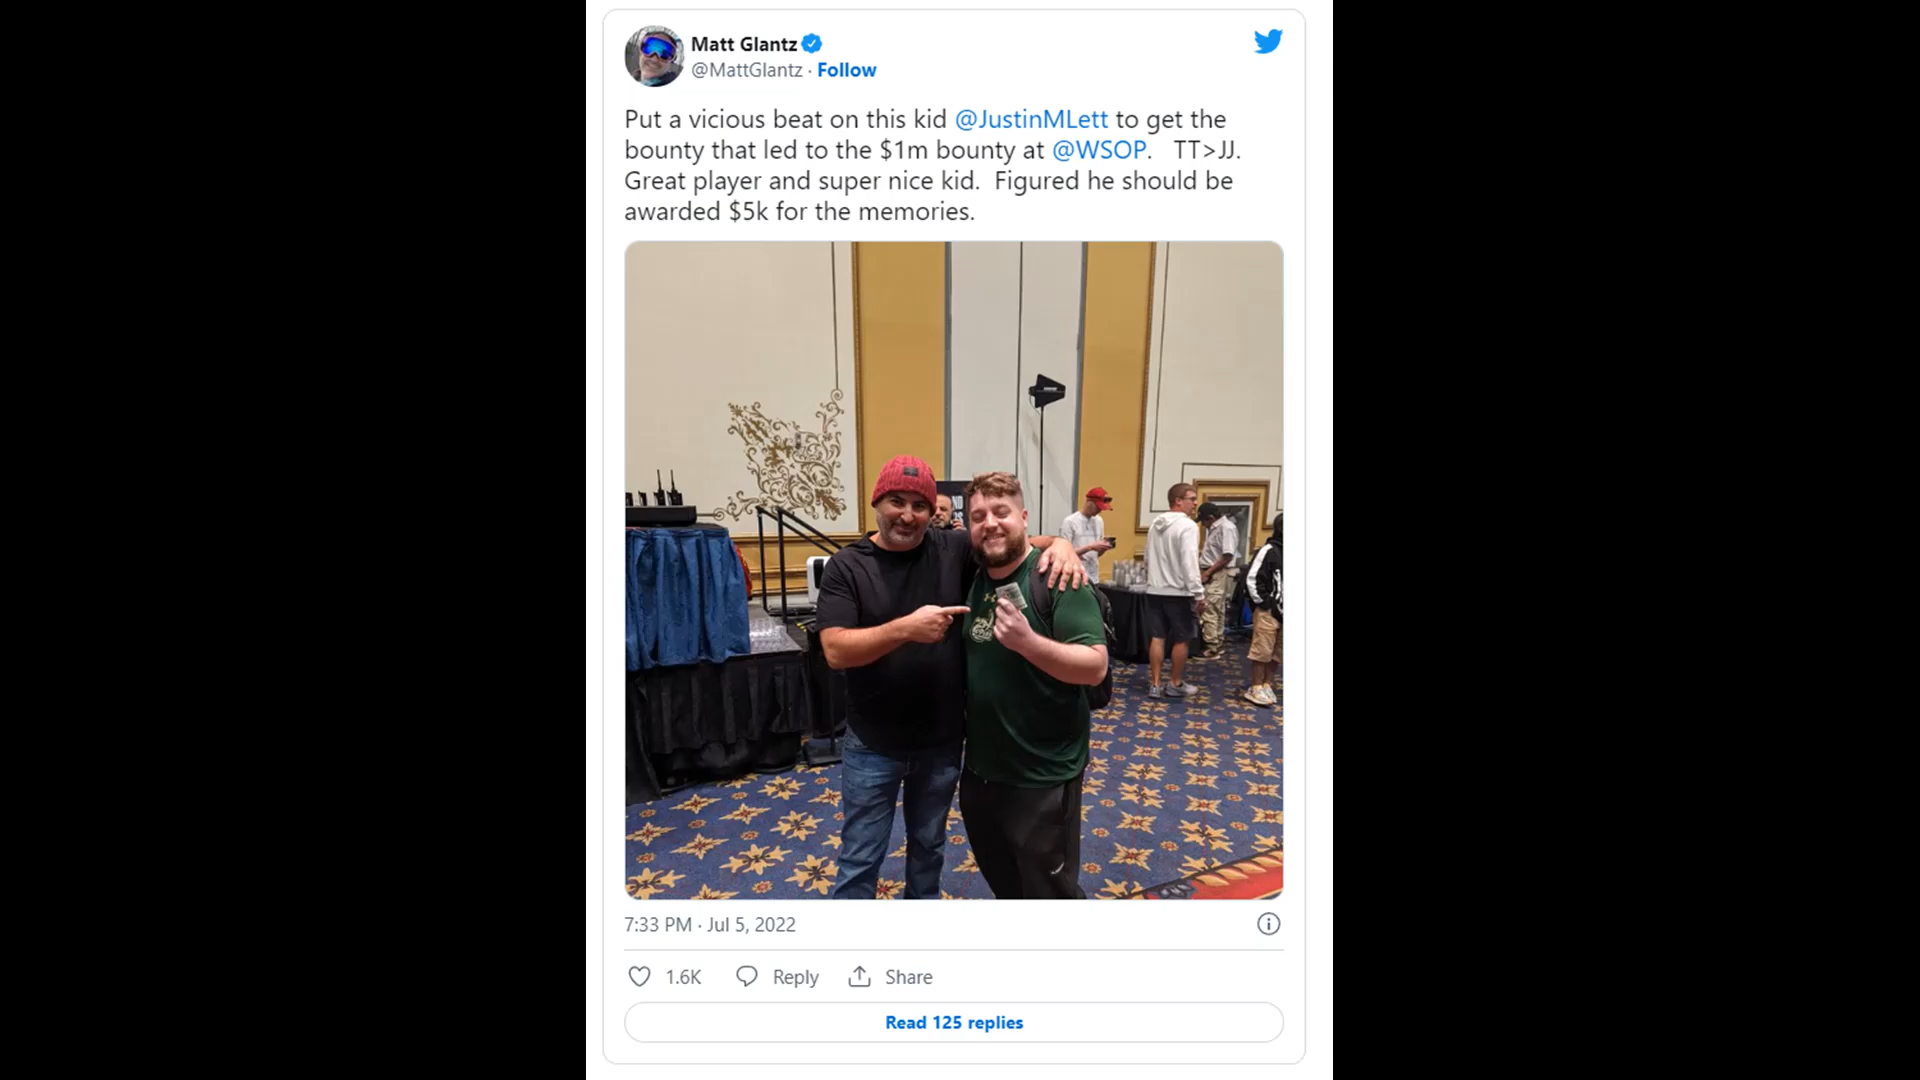 Matt Glantz
@MattGlantz · Follow
Put a vicious beat on this kid @JustinMLett to get the
bounty that led to the $1m bounty at @WSOP.   TT>JJ.
Great player and super nice kid.  Figured he should be
awarded $5k for the memories.
7:33 PM · Jul 5, 2022
1.6K Reply Share
Read 125 replies